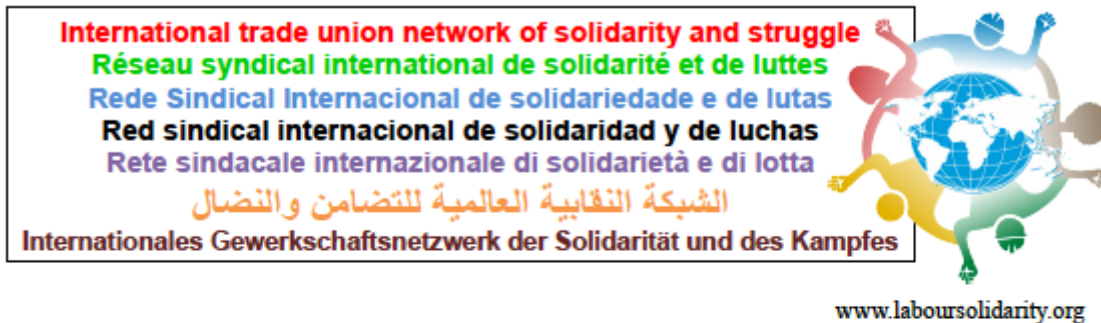 International trade union network of solidarity and struggle
Réseau syndical international de solidarité et de luttes
Rede Sindical Internacional de solidariedade e de lutas
Red sindical internacional de solidaridad y de luchas
Rete sindacale internazionale di solidarietà e di lotta
الشبكة النقابية العالمية للتضامن والنضال
Internationales Gewerkschaftsnetzwerk der Solidarität und des Kampfes
www.laboursolidarity.org